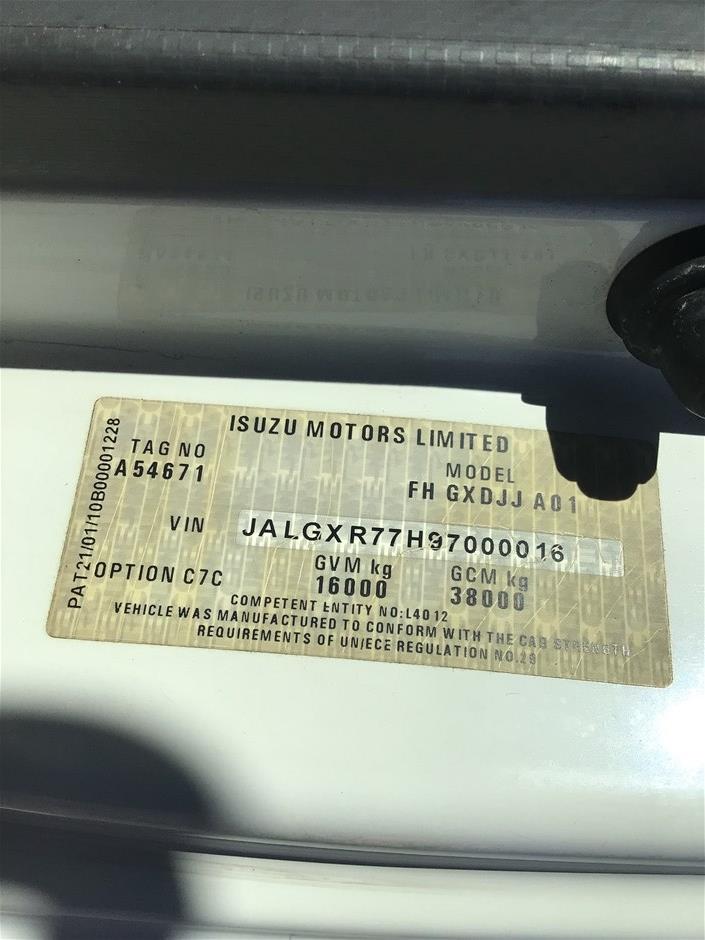 ISUZU MOTORS LIMITED
TAG NO
A54671
MODEL
FH GXDJJ A01
VIN
JALGXR77H97000016
OPTION C7C
GVM kg
16000
GCM kg
38000
COMPETENT ENTITY NO:L4012
VEHICLE WAS MANUFACTURED TO CONFORM WITH THE CAB STRENGTH
REQUIREMENTS OF UN/ECE REGULATION NO.29
PAT21/01/10B00001228